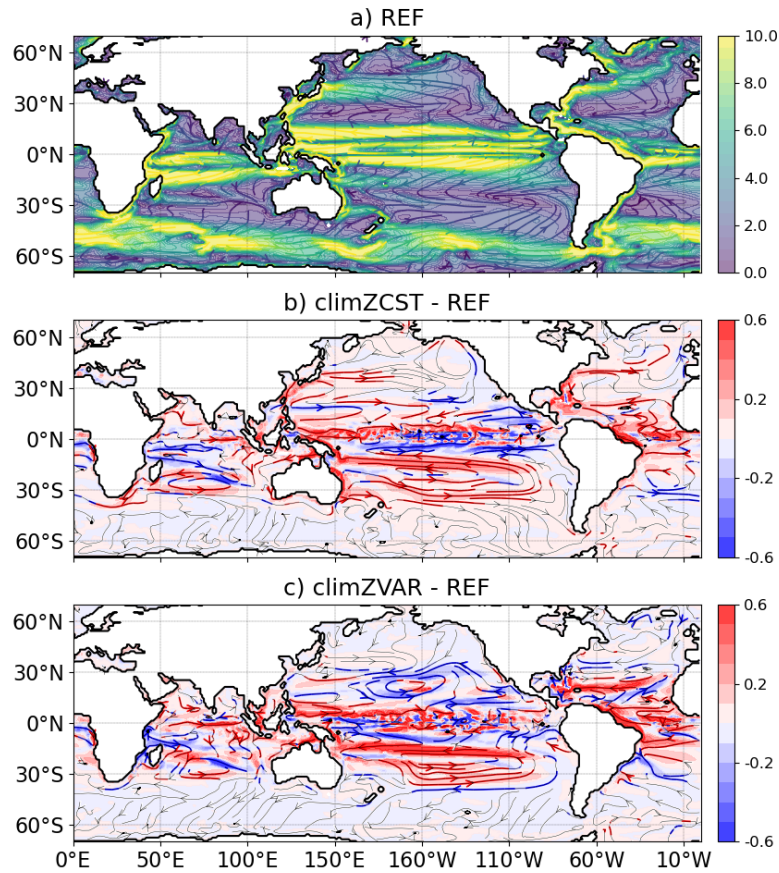 a) REF
60°N
30°N
0°N
30°S
60°S
10.0
8.0
6.0
4.0
2.0
0.0
b) climZCST - REF
60°N
30°N
0°N
30°S
60°S
0.6
0.2
-0.2
-0.6
c) climZVAR - REF
60°N
30°N
0°N
30°S
60°S
0.6
0.2
-0.2
-0.6
0°E 50°E 100°E 150°E 160°W 110°W 60°W 10°W